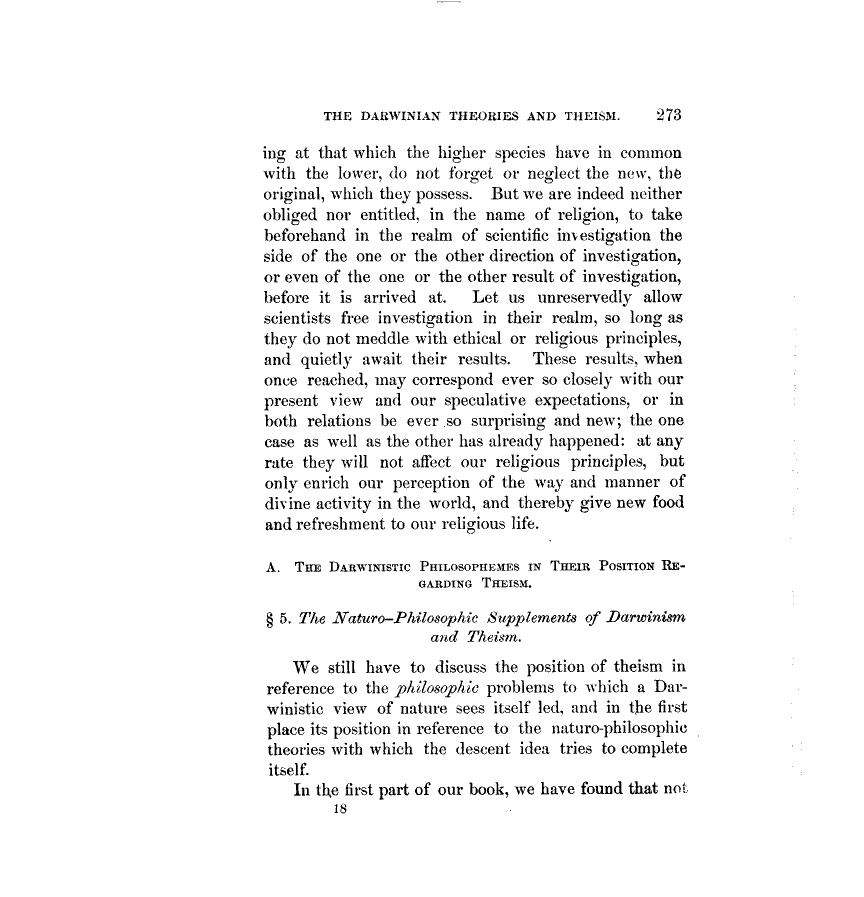 THE DARWINIAN THEORIES AND THEISM. 273
ing at that which the higher species have in common
with the lower, do not forget or neglect the new, the
original, which they possess. But we are indeed neither
obliged nor entitled, in the name of religion, to take
beforehand in the realm of scientific investigation the
side of the one or the other direction of investigation,
or even of the one or the other result of investigation,
before it is arrived at. Let us unreservedly allow
scientists free investigation in their realm, so long as
they do not meddle with ethical or religious principles,
and quietly await their results. These results, when
once reached, may correspond ever so closely with our
present view and our speculative expectations, or in
both relations be ever so surprising and new; the one
case as well as the other has already happened: at any
rate they will not affect our religious principles, but
only enrich our perception of the way and manner of
divine activity in the world, and thereby give new food
and refreshment to our religious life.
A. THE DARWINISTIC PHILOSOPHEMES IN THEIR POSITION RE-
GARDING THEISM.
§ 5. The Naturo-Philosophic Supplements of Darwinism
and Theism.
We still have to discuss the position of theism in
reference to the philosophic problems to which a Dar-
winistic view of nature sees itself led, and in the first
place its position in reference to the naturo-philosophic
theories with which the descent idea tries to complete
itself.
In the first part of our book, we have found that not
18